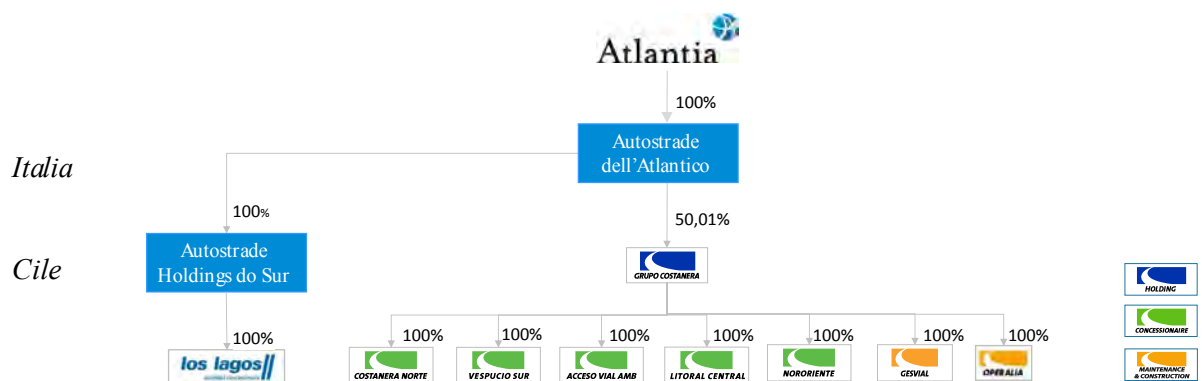 Atlantia
100%
Autostrade
dell'Atlantico
Italia
100%
50,01%
Autostrade
Holdings do Sur
Cile
GRUPO COSTANERA
HOLDING
100%
100%
100%
100%
100%
100%
100%
100%
CONCESSIONAIRE
los lagos
COSTANERA NORTE
VESPUCIO SUR
ACCESO VIAL AMB
LITORAL CENTRAL
NORORIENTE
GESVIAL
OPERALIA
MAINTENANCE
& CONSTRUCTION